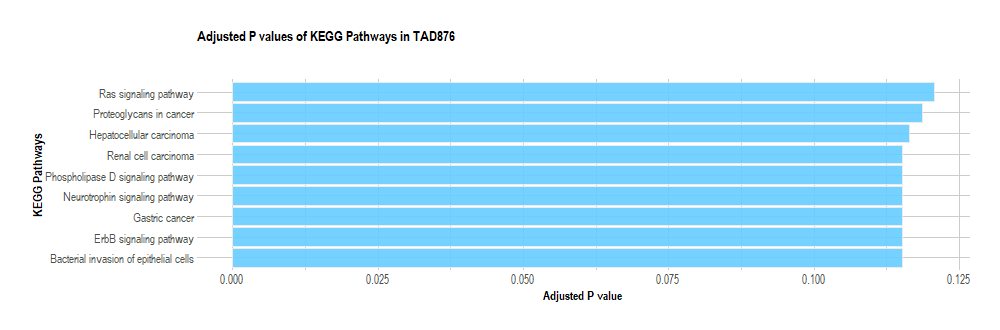 Adjusted P values of KEGG Pathways in TAD876
KEGG Pathways
Ras signaling pathway
Proteoglycans in cancer
Hepatocellular carcinoma
Renal cell carcinoma
Phospholipase D signaling pathway
Neurotrophin signaling pathway
Gastric cancer
ErbB signaling pathway
Bacterial invasion of epithelial cells
0.000 0.025 0.050 0.075 0.100 0.125
Adjusted P value